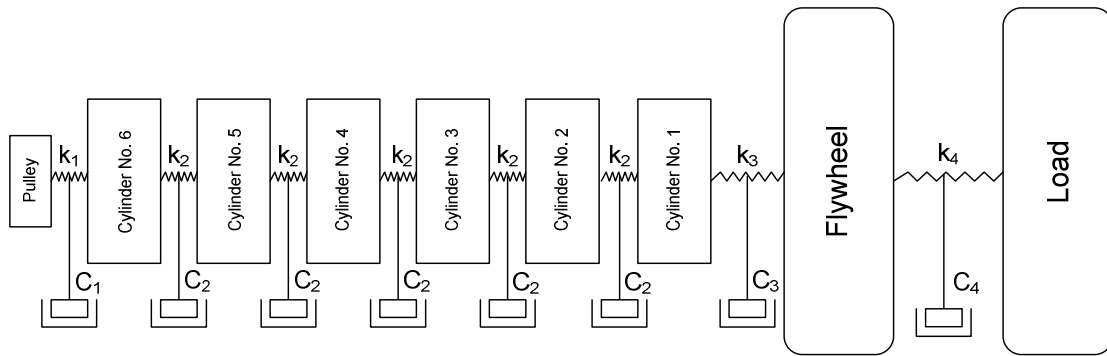 Pulley
k₁
C₁
Cylinder No. 6
k₂
C₂
Cylinder No. 5
k₂
C₂
Cylinder No. 4
k₂
C₂
Cylinder No. 3
k₂
C₂
Cylinder No. 2
k₂
C₂
Cylinder No. 1
k₃
C₃
Flywheel
k₄
C₄
Load